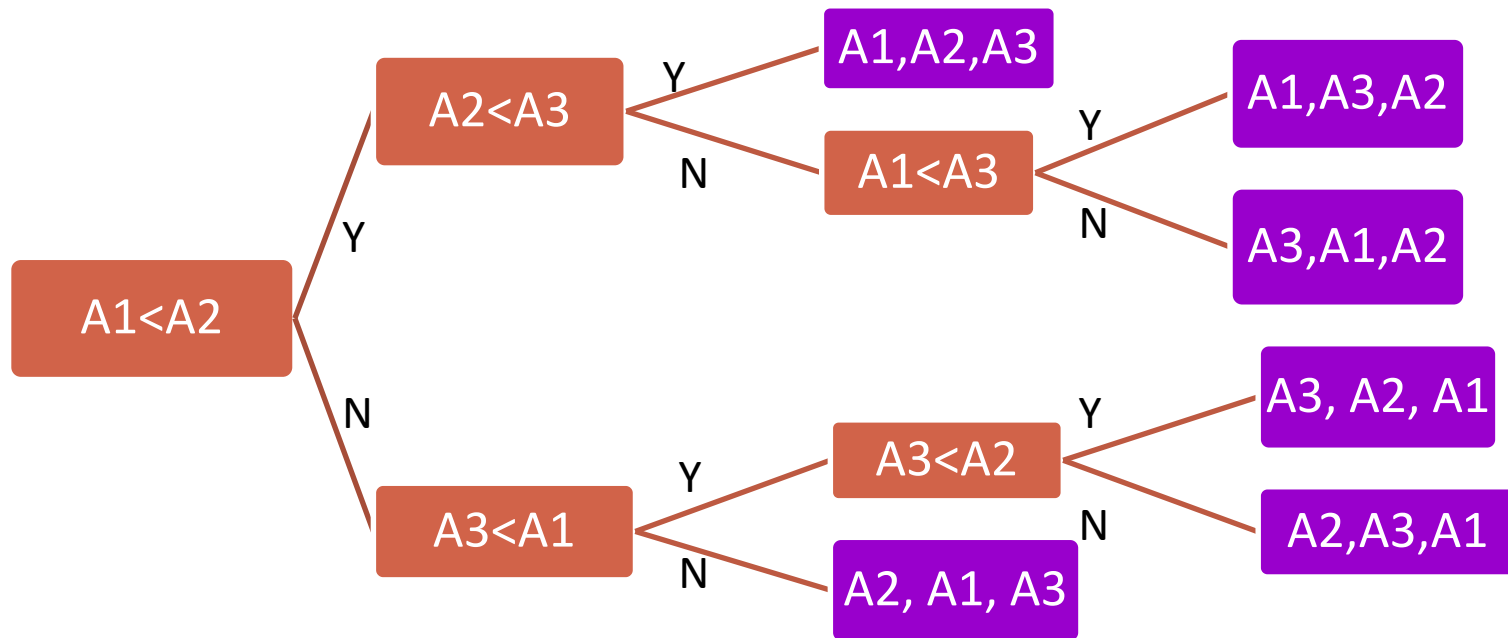 A1<A2
Y
N
A2<A3
Y
N
A1,A2,A3
A1<A3
Y
N
A1,A3,A2
A3,A1,A2
A3<A1
Y
N
A3<A2
Y
N
A3, A2, A1
A2,A3,A1
A2, A1, A3